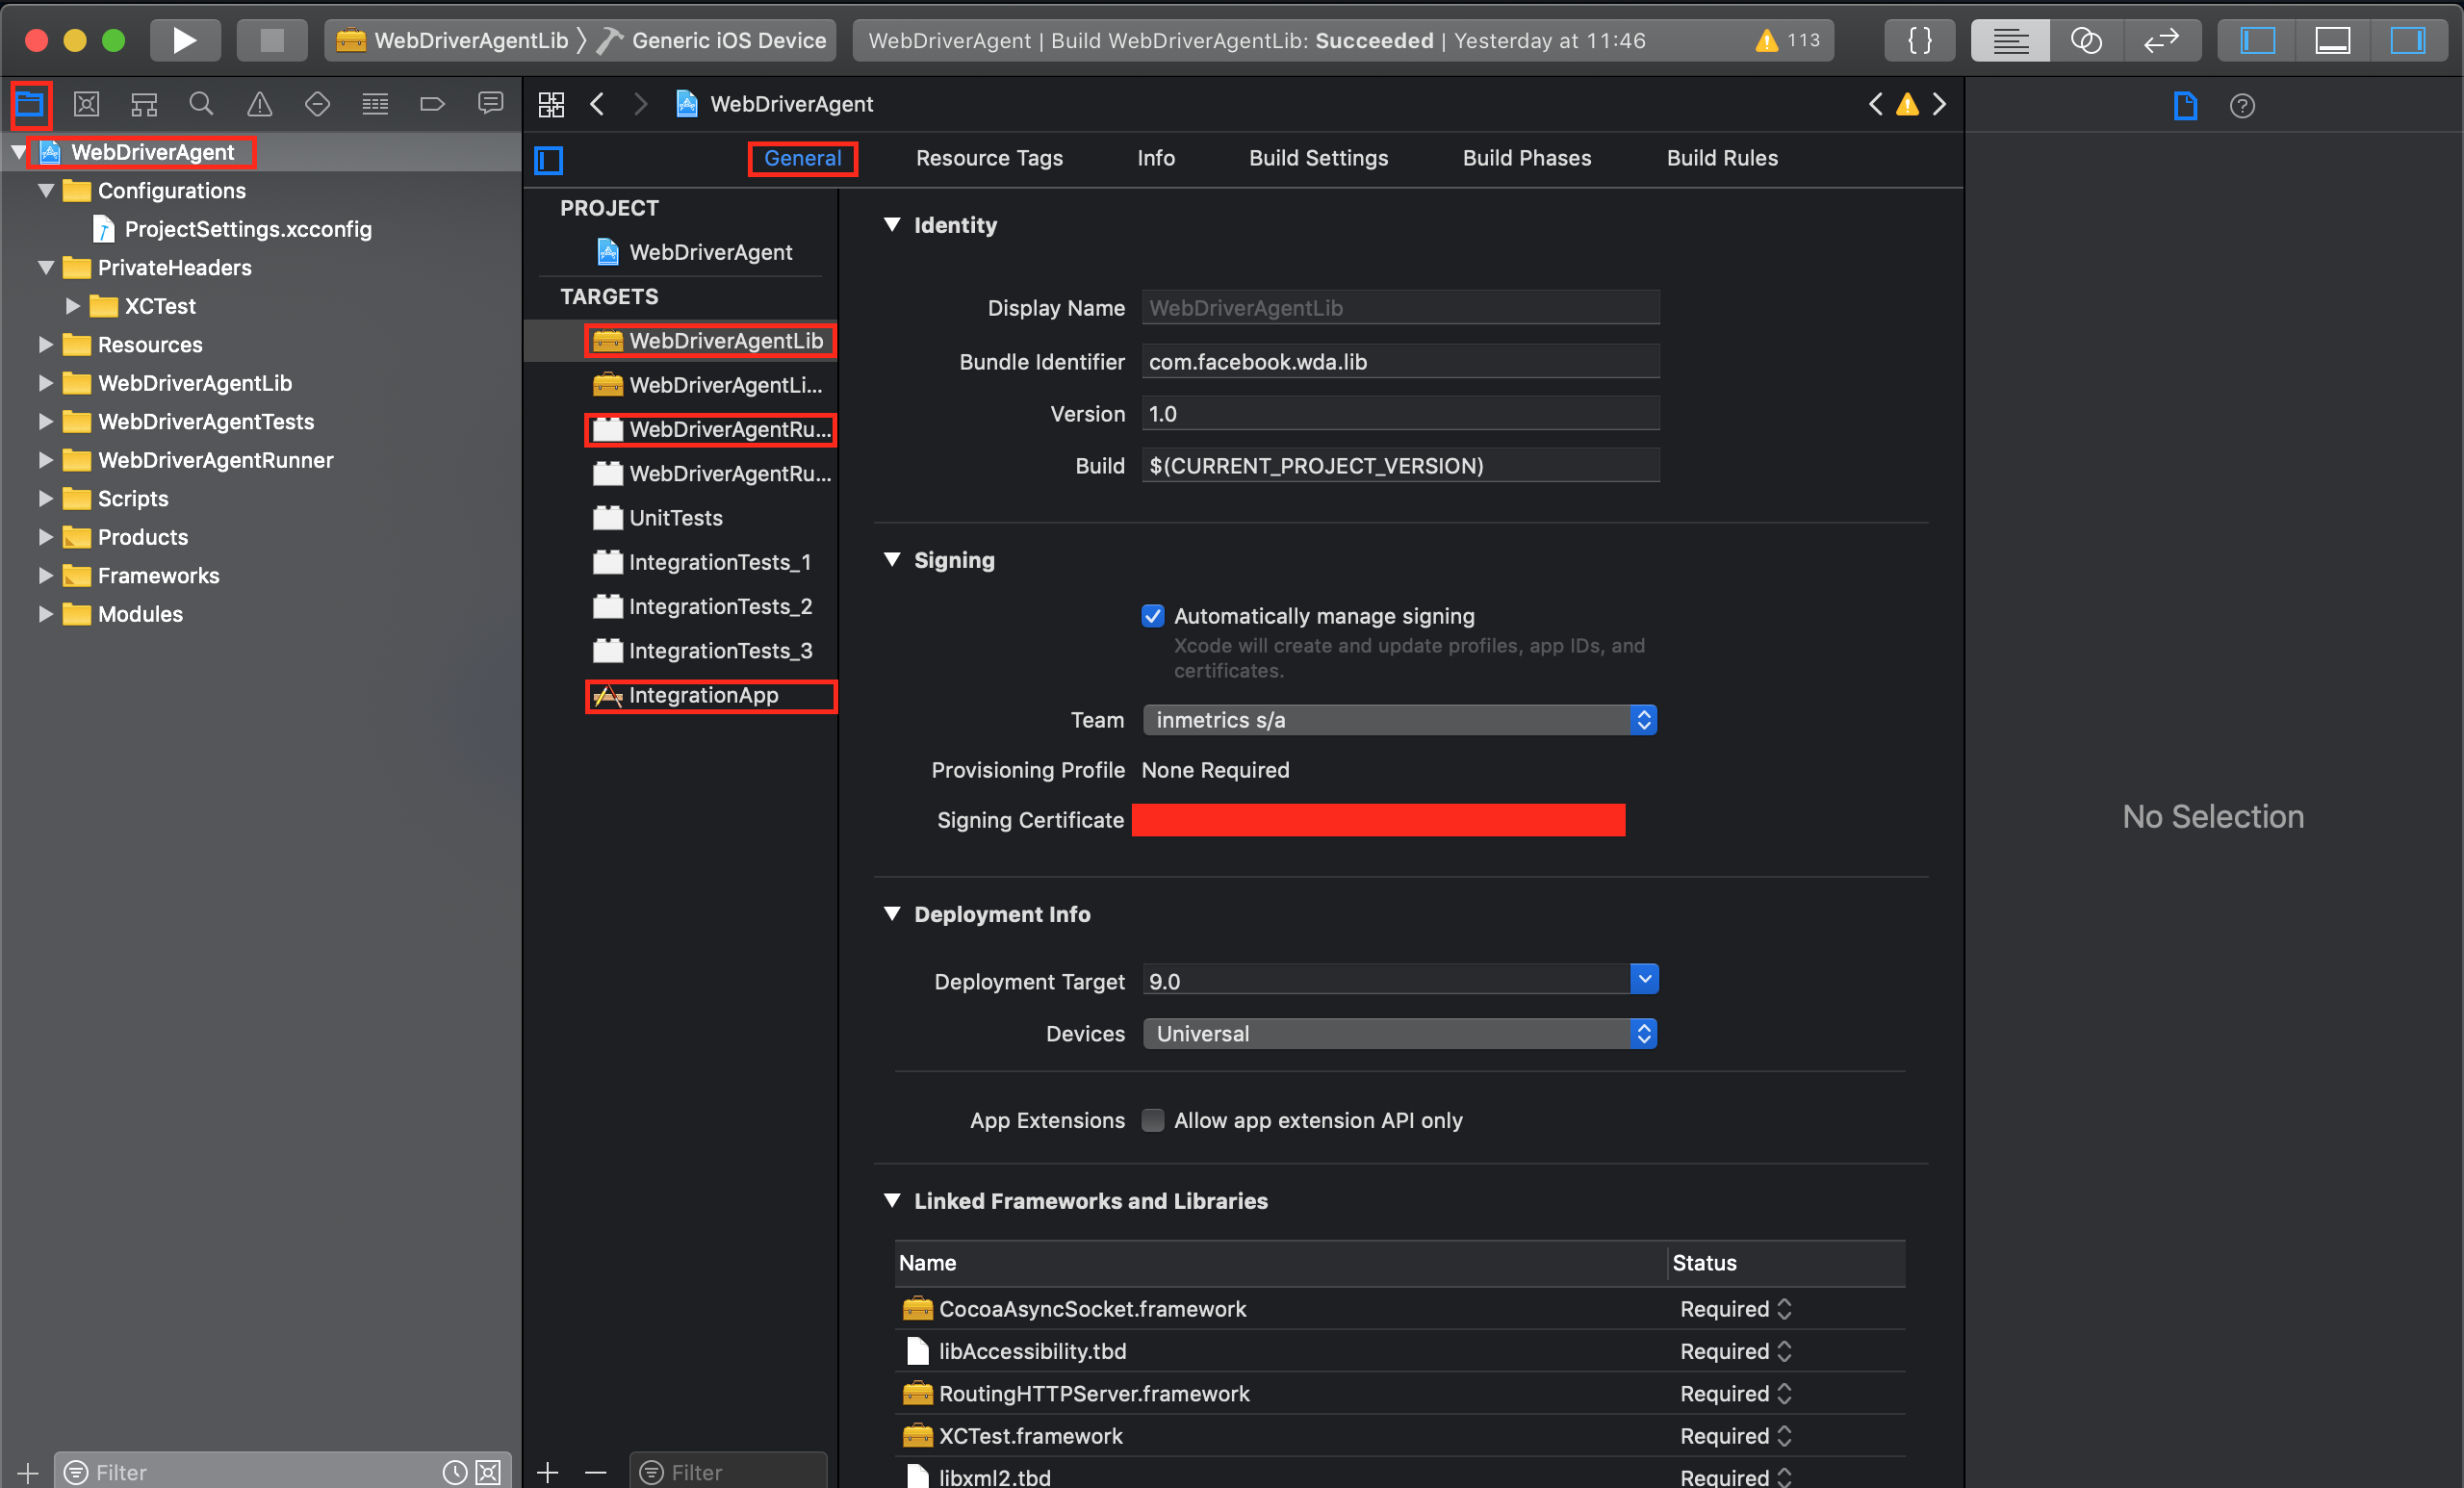 WebDriverAgentLib 〉 Generic iOS Device
WebDriverAgent | Build WebDriverAgentLib: Succeeded | Yesterday at 11:46
113
{ }
WebDriverAgent
Configurations
ProjectSettings.xcconfig
PrivateHeaders
XCTest
Resources
WebDriverAgentLib
WebDriverAgentTests
WebDriverAgentRunner
Scripts
Products
Frameworks
Modules
Filter
WebDriverAgent
General
Resource Tags
Info
Build Settings
Build Phases
Build Rules
PROJECT
WebDriverAgent
TARGETS
WebDriverAgentLib
WebDriverAgentLi...
WebDriverAgentRu...
WebDriverAgentRu...
UnitTests
IntegrationTests_1
IntegrationTests_2
IntegrationTests_3
IntegrationApp
Filter
Identity
Display Name WebDriverAgentLib
Bundle Identifier com.facebook.wda.lib
Version 1.0
Build $(CURRENT_PROJECT_VERSION)
Signing
Automatically manage signing
Xcode will create and update profiles, app IDs, and
certificates.
Team inmetrics s/a
Provisioning Profile None Required
Signing Certificate
Deployment Info
Deployment Target 9.0
Devices Universal
App Extensions Allow app extension API only
Linked Frameworks and Libraries
Name Status
CocoaAsyncSocket.framework Required
libAccessibility.tbd Required
RoutingHTTPServer.framework Required
XCTest.framework Required
libxml2.tbd Required
No Selection